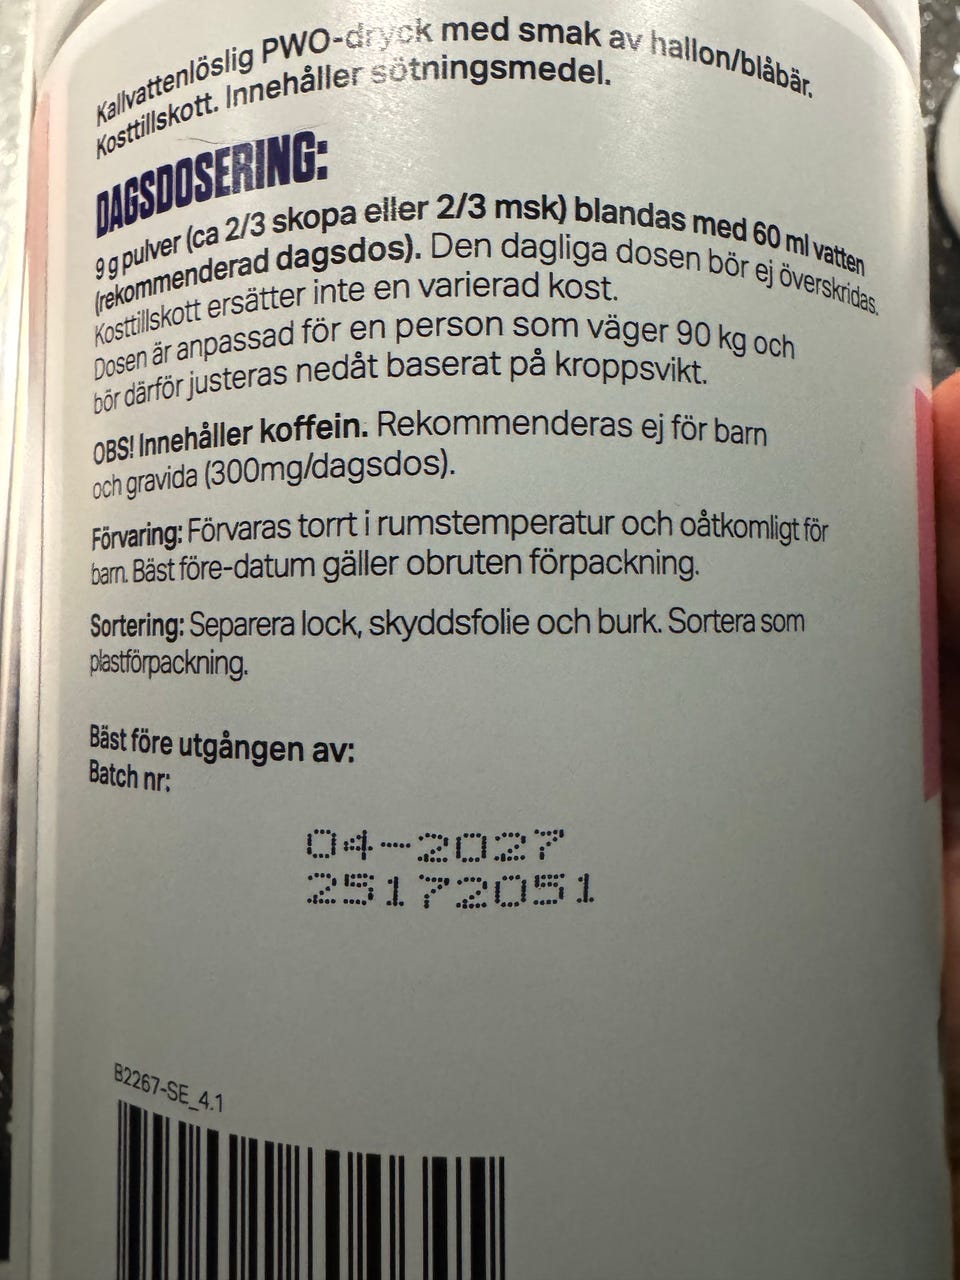 Kallvattenlöslig PWO-dryck med smak av hallon/blåbär.
Kosttillskott. Innehåller sötningsmedel.
DAGSDOSERING:
9 g pulver (ca 2/3 skopa eller 2/3 msk) blandas med 60 ml vatten
(rekommenderad dagsdos). Den dagliga dosen bör ej överskridas.
Kosttillskott ersätter inte en varierad kost.
Dosen är anpassad för en person som väger 90 kg och
bör därför justeras nedåt baserat på kroppsvikt.
OBS! Innehåller koffein. Rekommenderas ej för barn
och gravida (300mg/dagsdos).
Förvaring: Förvaras torrt i rumstemperatur och oåtkomligt för
barn. Bäst före-datum gäller obruten förpackning.
Sortering: Separera lock, skyddsfolie och burk. Sortera som
plastförpackning.
Bäst före utgången av:
Batch nr:
04-2027
25172051
B2267-SE_4.1